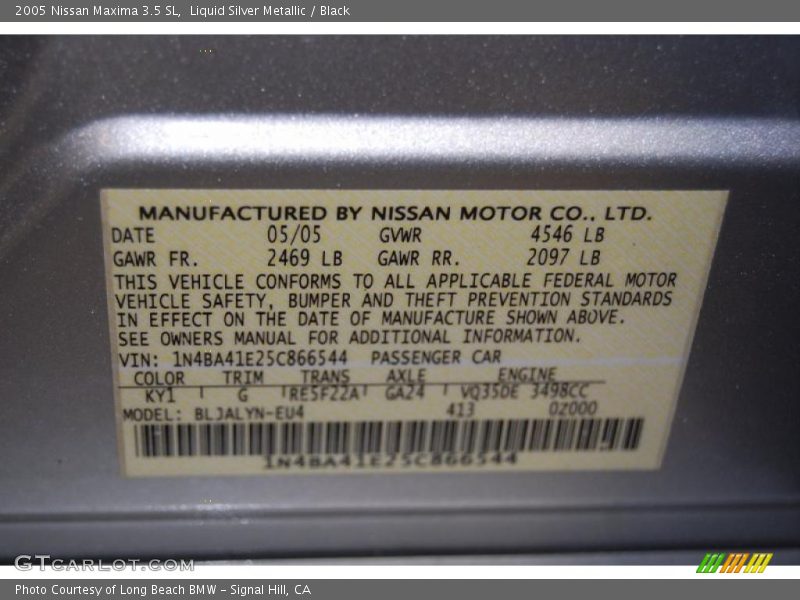 2005 Nissan Maxima 3.5 SL, Liquid Silver Metallic / Black
MANUFACTURED BY NISSAN MOTOR CO., LTD.
DATE 05/05 GVWR 4546 LB
GAWR FR. 2469 LB GAWR RR. 2097 LB
THIS VEHICLE CONFORMS TO ALL APPLICABLE FEDERAL MOTOR
VEHICLE SAFETY, BUMPER AND THEFT PREVENTION STANDARDS
IN EFFECT ON THE DATE OF MANUFACTURE SHOWN ABOVE.
SEE OWNERS MANUAL FOR ADDITIONAL INFORMATION.
VIN: 1N4BA41E25C866544 PASSENGER CAR
COLOR TRIM TRANS AXLE ENGINE
KY1 G RE5F22A GA24 VQ35DE 3498CC
MODEL: BLJALYN-EU4 413 0Z000
1N4BA41E25C866544
GTCARLOT.COM
Photo Courtesy of Long Beach BMW - Signal Hill, CA